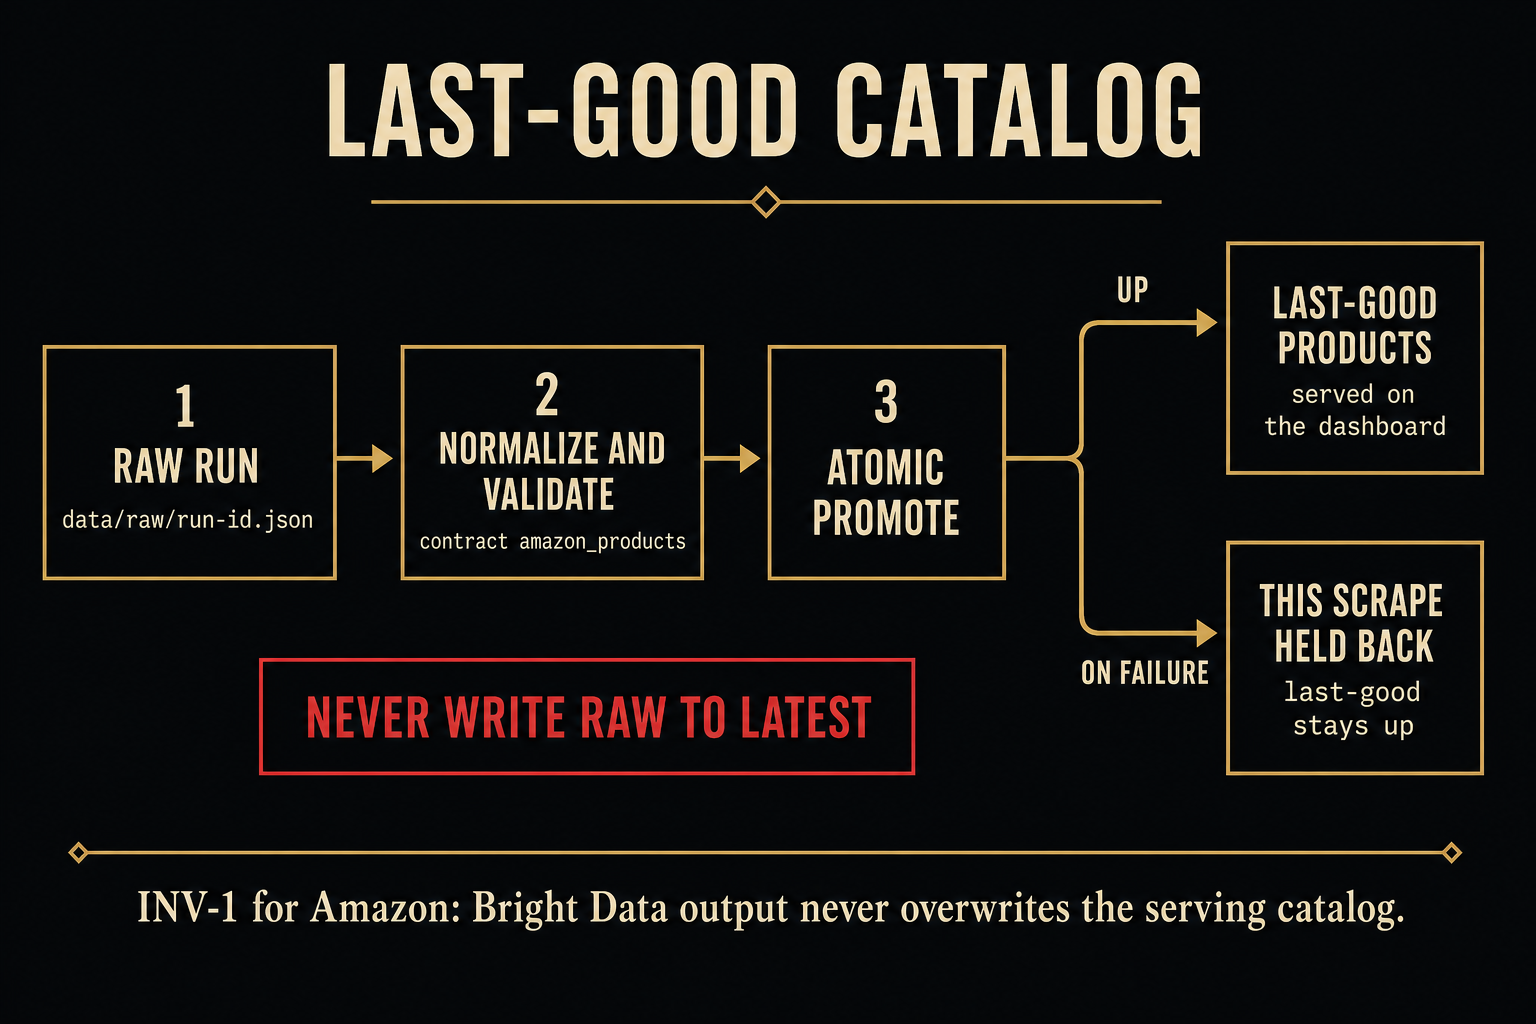 LAST-GOOD CATALOG
1
RAW RUN
data/raw/run-id.json
2
NORMALIZE AND
VALIDATE
contract amazon_products
3
ATOMIC
PROMOTE
UP
LAST-GOOD
PRODUCTS
served on
the dashboard
ON FAILURE
THIS SCRAPE
HELD BACK
last-good
stays up
NEVER WRITE RAW TO LATEST
INV-1 for Amazon: Bright Data output never overwrites the serving catalog.